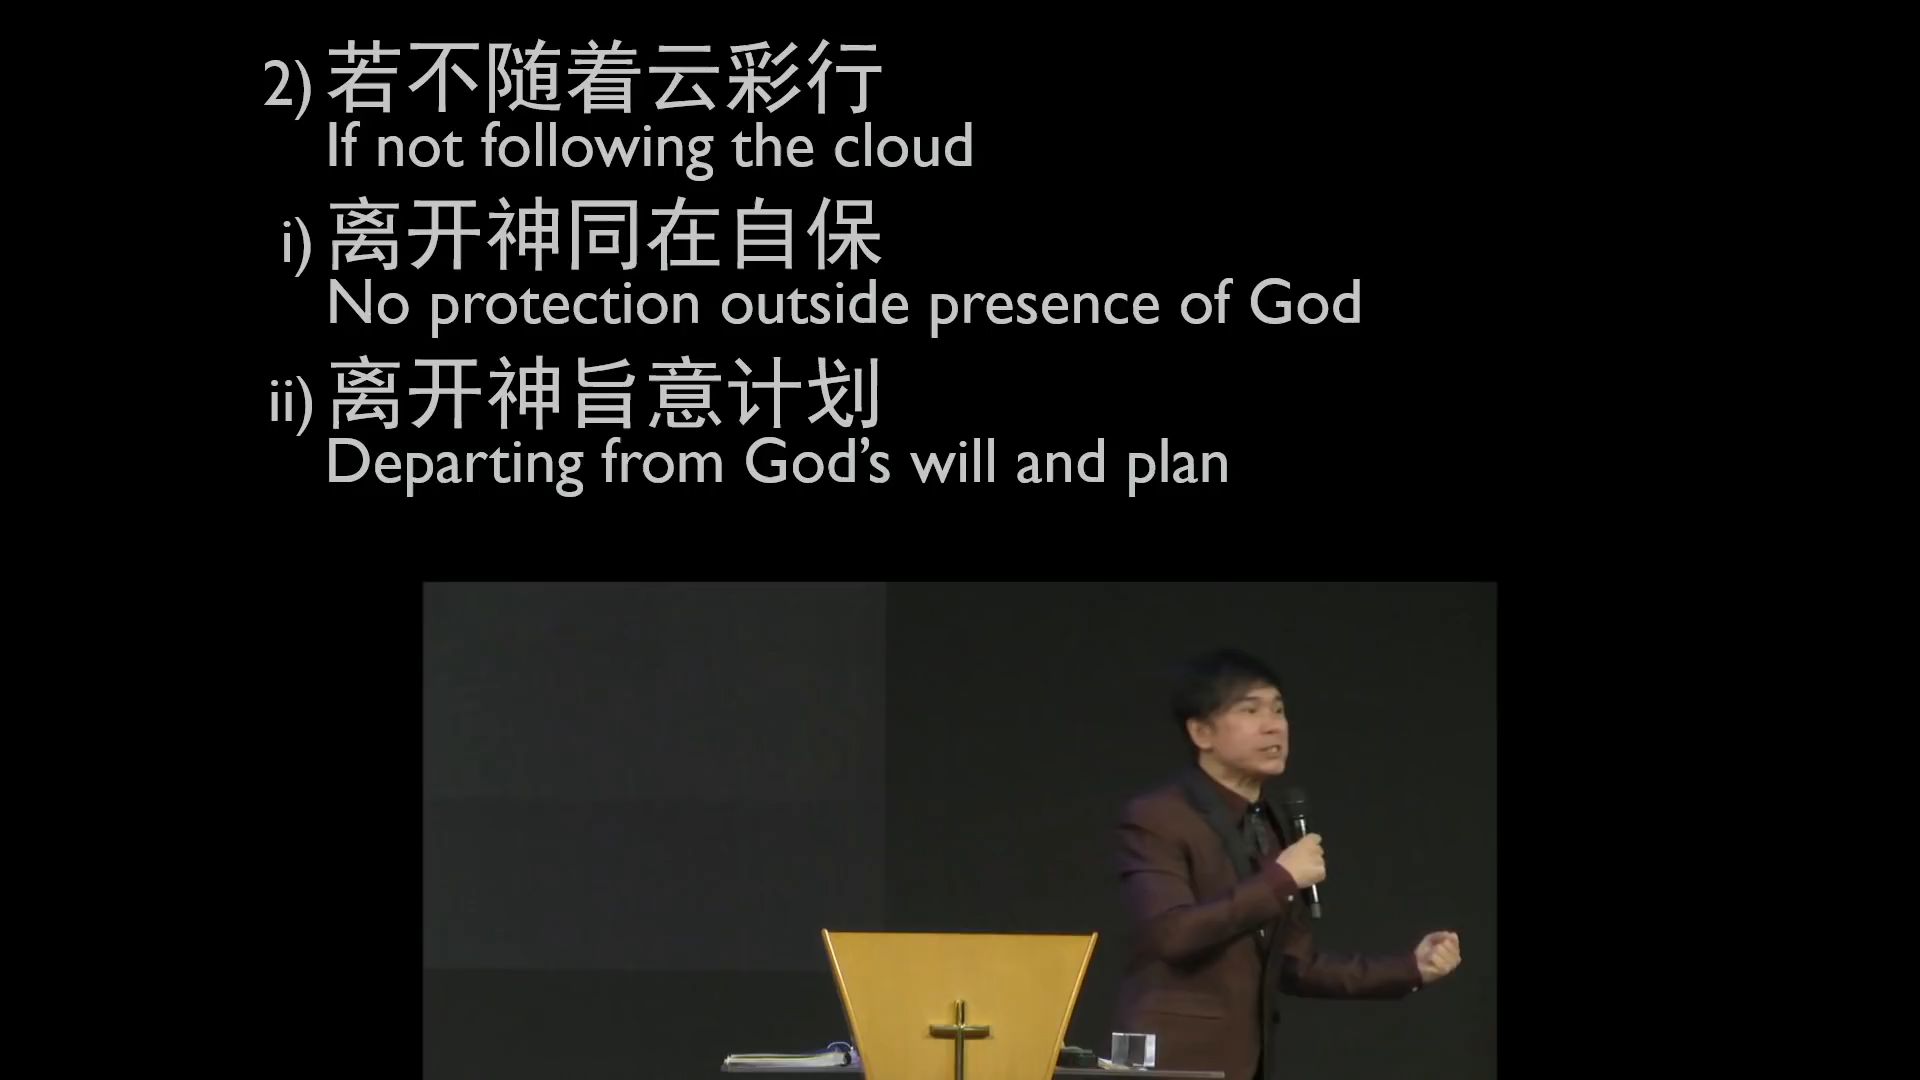 2) 若不随着云彩行
If not following the cloud
i) 离开神同在自保
No protection outside presence of God
ii) 离开神旨意计划
Departing from God’s will and plan